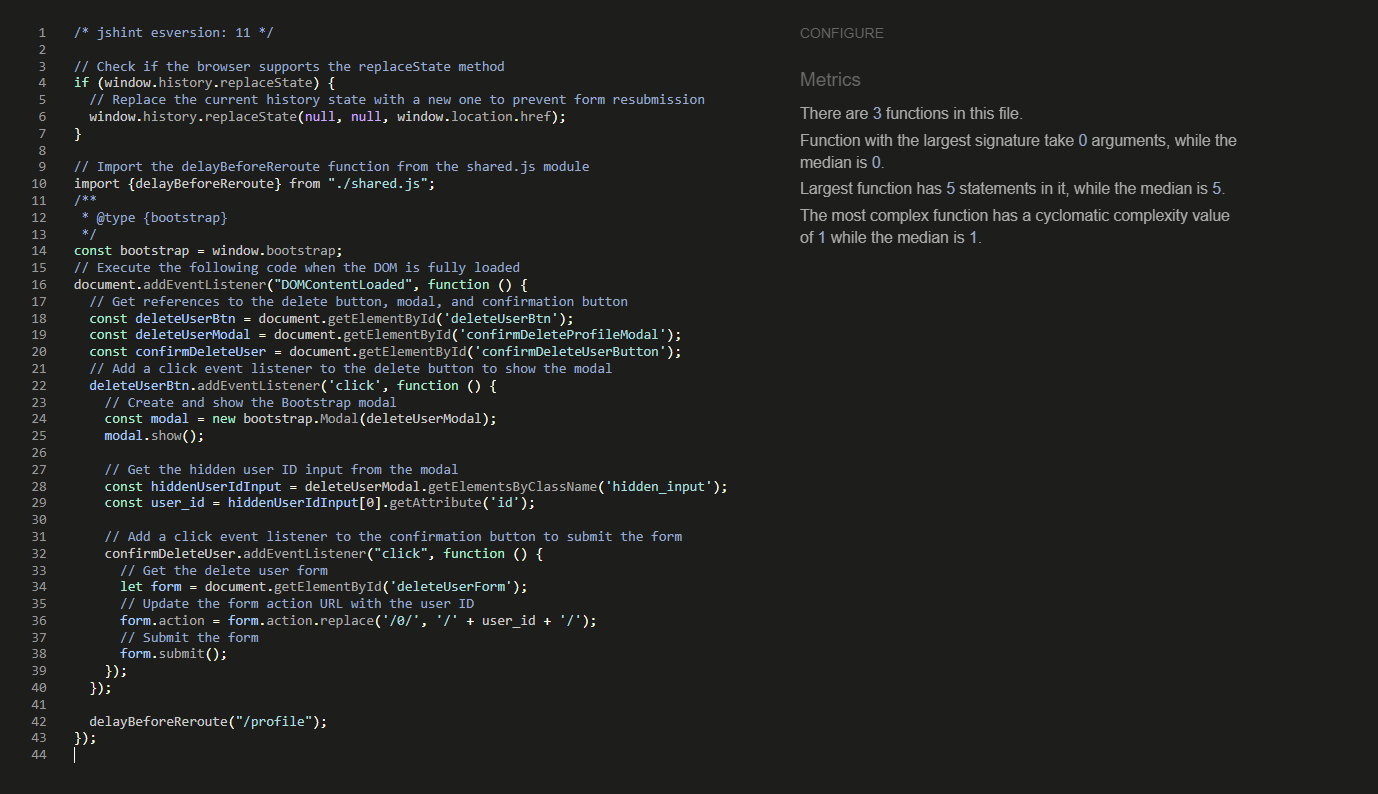 1 /* jshint esversion: 11 */
2
3 // Check if the browser supports the replaceState method
4 if (window.history.replaceState) {
5   // Replace the current history state with a new one to prevent form resubmission
6   window.history.replaceState(null, null, window.location.href);
7 }
8
9 // Import the delayBeforeReroute function from the shared.js module
10 import {delayBeforeReroute} from "./shared.js";
11 /**
12  * @type {bootstrap}
13  */
14 const bootstrap = window.bootstrap;
15 // Execute the following code when the DOM is fully loaded
16 document.addEventListener("DOMContentLoaded", function () {
17   // Get references to the delete button, modal, and confirmation button
18   const deleteUserBtn = document.getElementById('deleteUserBtn');
19   const deleteUserModal = document.getElementById('confirmDeleteProfileModal');
20   const confirmDeleteUser = document.getElementById('confirmDeleteUserButton');
21   // Add a click event listener to the delete button to show the modal
22   deleteUserBtn.addEventListener('click', function () {
23     // Create and show the Bootstrap modal
24     const modal = new bootstrap.Modal(deleteUserModal);
25     modal.show();
26
27     // Get the hidden user ID input from the modal
28     const hiddenUserIdInput = deleteUserModal.getElementsByClassName('hidden_input');
29     const user_id = hiddenUserIdInput[0].getAttribute('id');
30
31     // Add a click event listener to the confirmation button to submit the form
32     confirmDeleteUser.addEventListener("click", function () {
33       // Get the delete user form
34       let form = document.getElementById('deleteUserForm');
35       // Update the form action URL with the user ID
36       form.action = form.action.replace('/0/', '/' + user_id + '/');
37       // Submit the form
38       form.submit();
39     });
40   });
41
42   delayBeforeReroute("/profile");
43 });
44
CONFIGURE
Metrics
There are 3 functions in this file.
Function with the largest signature take 0 arguments, while the
median is 0.
Largest function has 5 statements in it, while the median is 5.
The most complex function has a cyclomatic complexity value
of 1 while the median is 1.